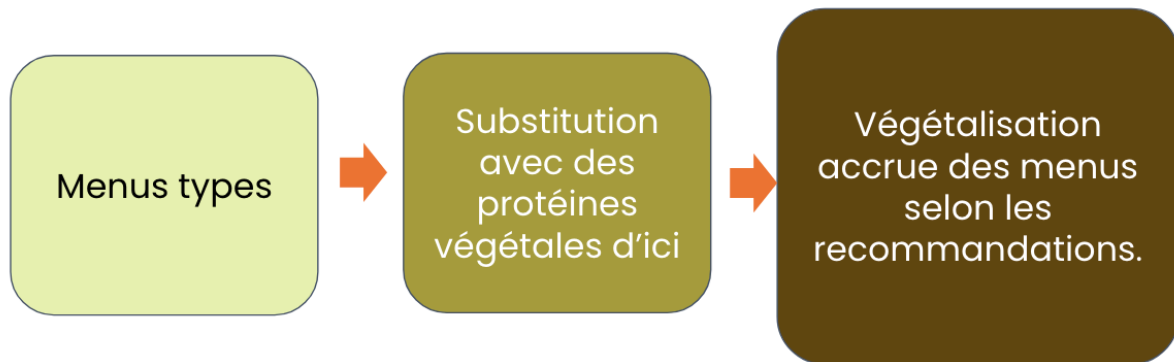 Menus types
Substitution
avec des
protéines
végétales d’ici
Végétalisation
accrue des menus
selon les
recommandations.